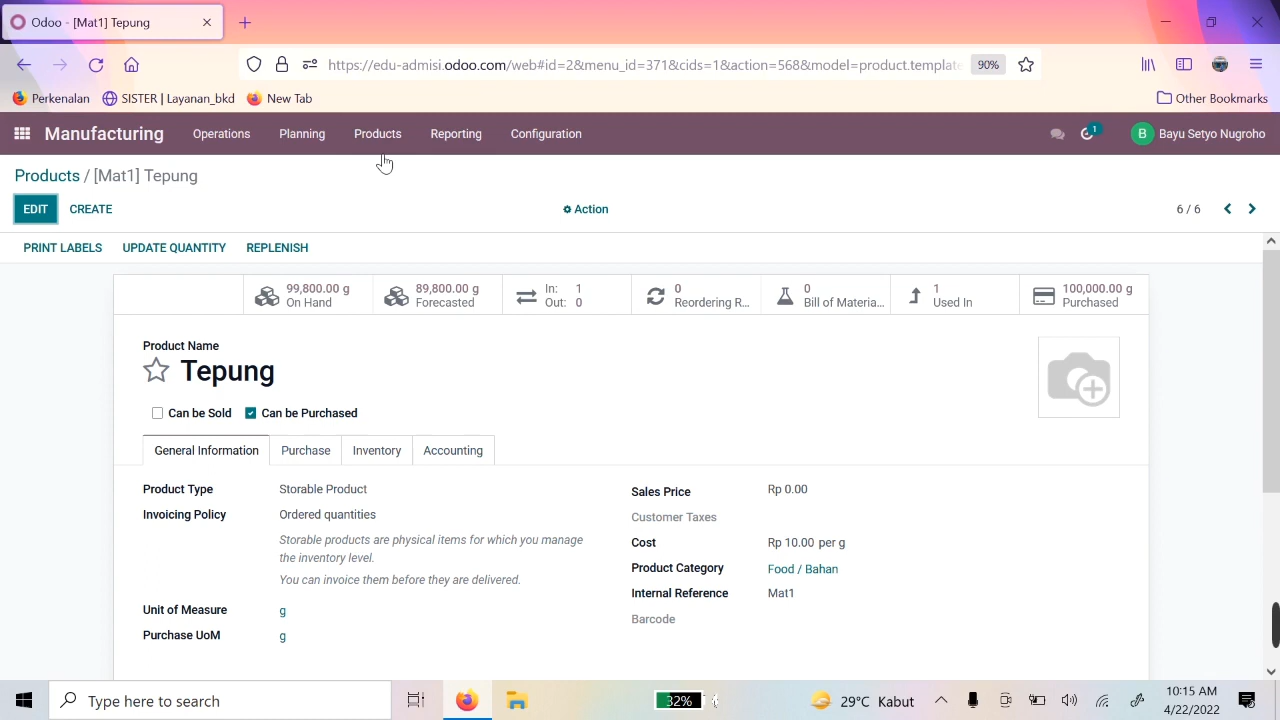 Odoo - [Mat1] Tepung
https://edu-admisi.odoo.com/web#id=2&menu_id=371&cids=1&action=568&model=product.template
90%
Perkenalan
SISTER | Layanan_bkd
New Tab
Other Bookmarks
Manufacturing
Operations
Planning
Products
Reporting
Configuration
1
B
Bayu Setyo Nugroho
Products / [Mat1] Tepung
EDIT
CREATE
Action
6 / 6
PRINT LABELS
UPDATE QUANTITY
REPLENISH
99,800.00 g
On Hand
89,800.00 g
Forecasted
In: 1
Out: 0
0
Reordering R...
0
Bill of Materia...
1
Used In
100,000.00 g
Purchased
Product Name
Tepung
Can be Sold
Can be Purchased
General Information
Purchase
Inventory
Accounting
Product Type
Storable Product
Invoicing Policy
Ordered quantities
Storable products are physical items for which you manage
the inventory level.
You can invoice them before they are delivered.
Unit of Measure
g
Purchase UoM
g
Sales Price
Rp 0.00
Customer Taxes
Cost
Rp 10.00 per g
Product Category
Food / Bahan
Internal Reference
Mat1
Barcode
Type here to search
32%
29°C Kabut
10:15 AM
4/22/2022